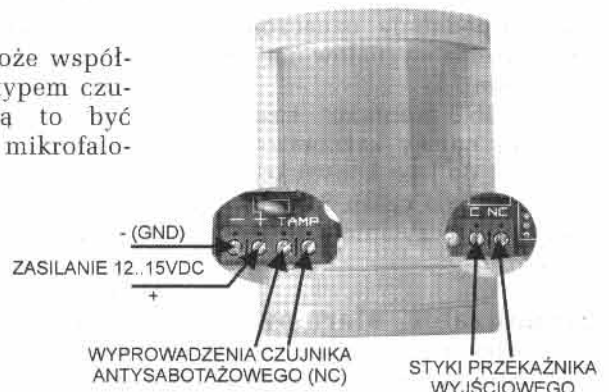 oże współ-
typem czu-
ą to być
mikrofalo-
- + TAMP
C NC
- (GND)
ZASILANIE 12..15VDC
+
WYPROWADZENIA CZUJNIKA
ANTYSABOTAŻOWEGO (NC)
STYKI PRZEKAŹNIKA
WYJŚCIOWEGO